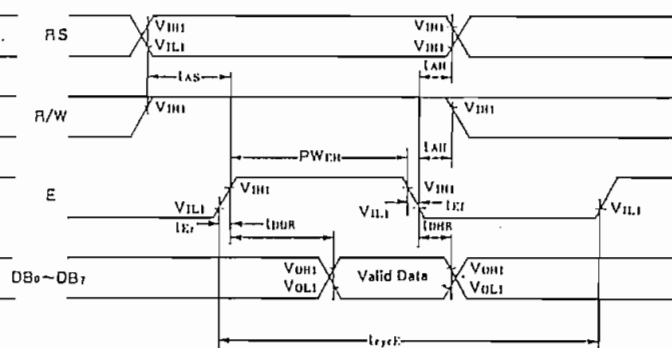 RS VIH1 VIH1
VIL1 VIH1
tAS tAH
R/W VIH1 VIH1
PWEH tAH
E VIH1 VIH1
VIL1 VIL1 tEf VIL1
tEr tDDR tDHR
DB0~DB7 VOH1 Valid Data VOH1
VOL1 VOL1
tcycE